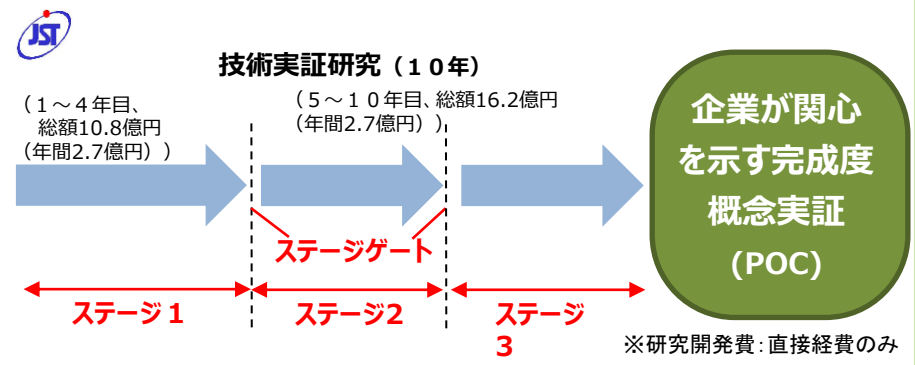 JST
技術実証研究（１０年）
（１～４年目、
総額10.8億円
（年間2.7億円））
（５～１０年目、総額16.2億円
（年間2.7億円））
企業が関心
を示す完成度
概念実証
(POC)
ステージゲート
ステージ１
ステージ2
ステージ
3
※研究開発費：直接経費のみ